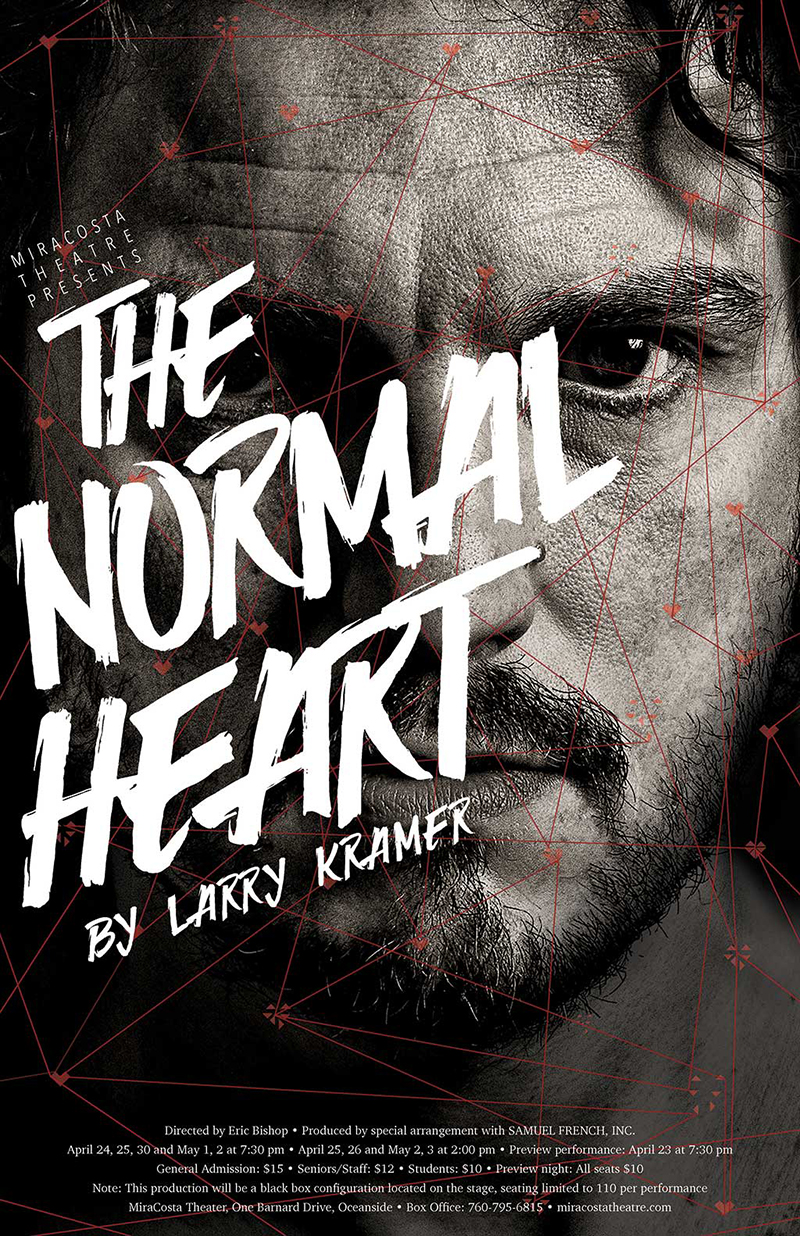 MIRACOSTA
THEATRE
PRESENTS
THE
NORMAL
HEART
BY LARRY KRAMER
Directed by Eric Bishop • Produced by special arrangement with SAMUEL FRENCH, INC.
April 24, 25, 30 and May 1, 2 at 7:30 pm • April 25, 26 and May 2, 3 at 2:00 pm • Preview performance: April 23 at 7:30 pm
General Admission: $15 • Seniors/Staff: $12 • Students: $10 • Preview night: All seats $10
Note: This production will be a black box configuration located on the stage, seating limited to 110 per performance
MiraCosta Theater, One Barnard Drive, Oceanside • Box Office: 760-795-6815 • miracostatheatre.com